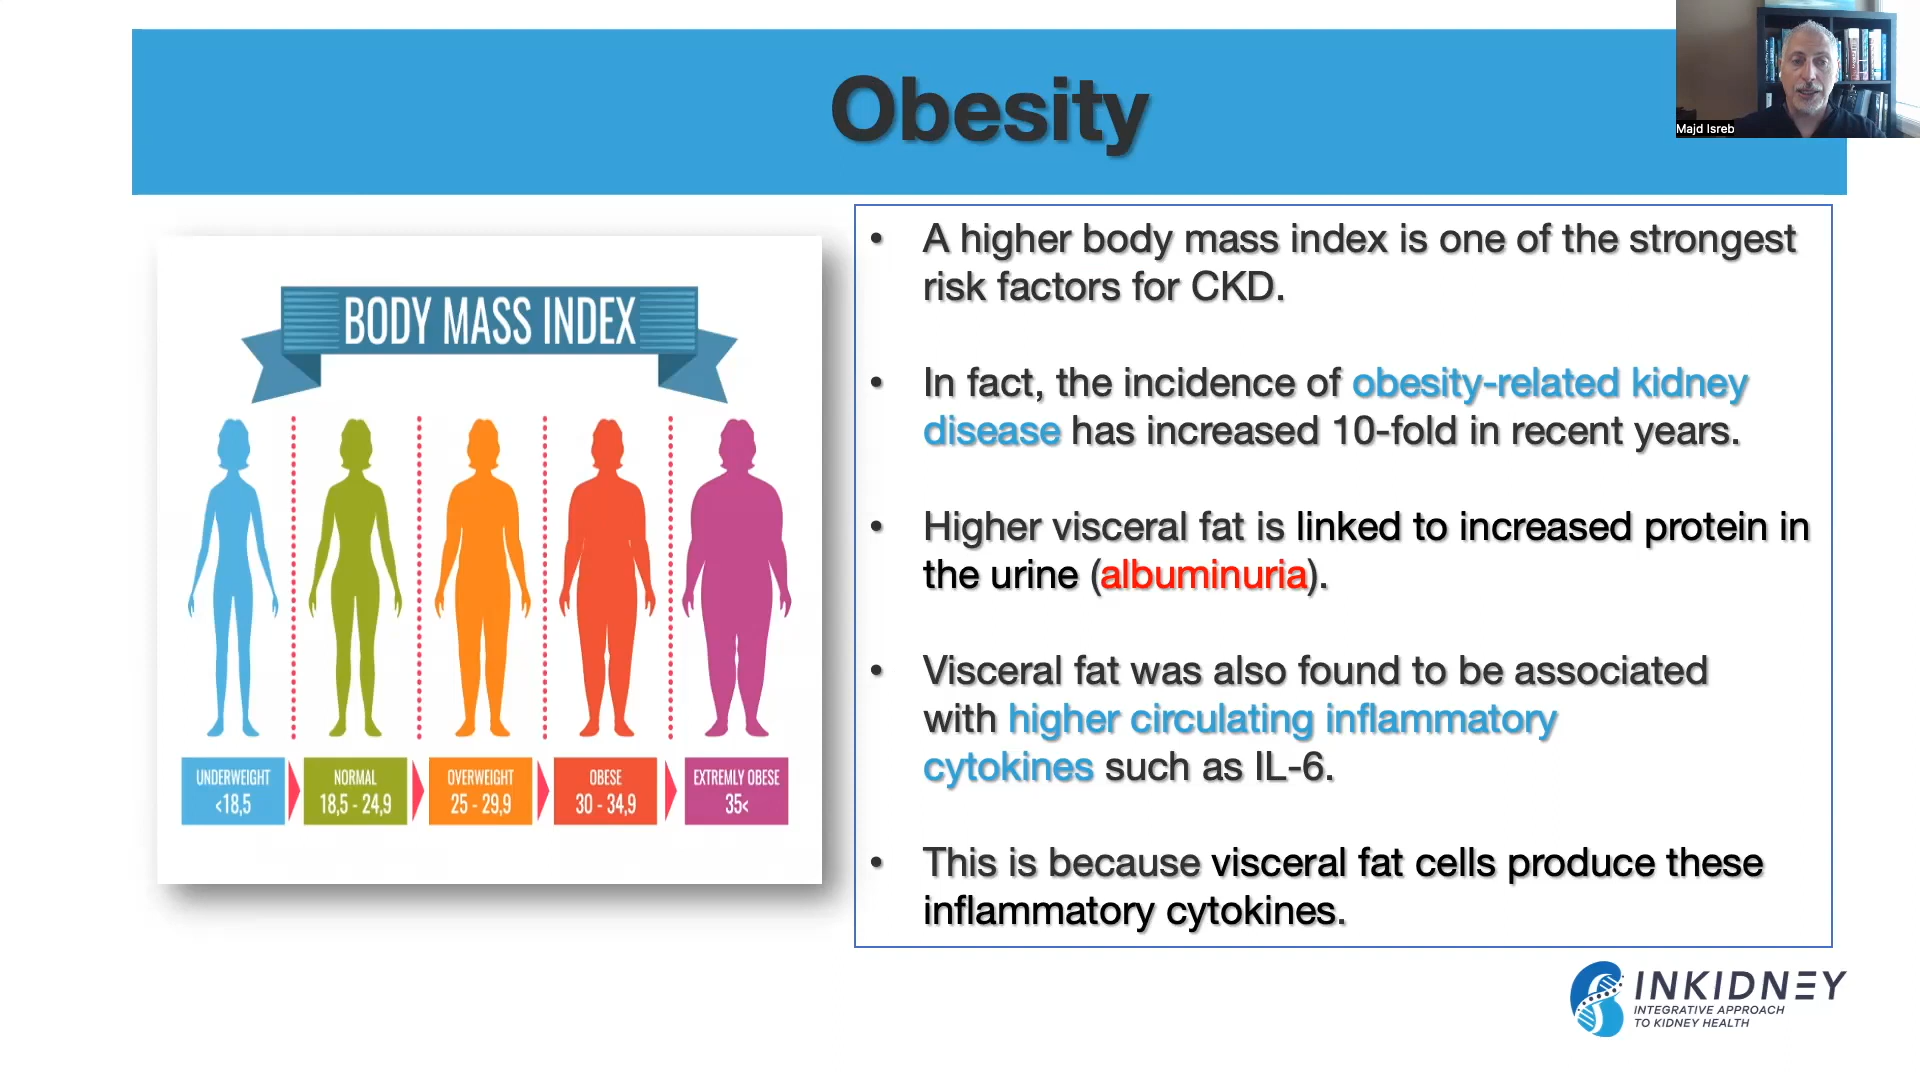 Obesity
Majd Isreb
BODY MASS INDEX
UNDERWEIGHT
<18,5
NORMAL
18,5 - 24,9
OVERWEIGHT
25 - 29,9
OBESE
30 - 34,9
EXTREMLY OBESE
35<
• A higher body mass index is one of the strongest
risk factors for CKD.
• In fact, the incidence of obesity-related kidney
disease has increased 10-fold in recent years.
• Higher visceral fat is linked to increased protein in
the urine (albuminuria).
• Visceral fat was also found to be associated
with higher circulating inflammatory
cytokines such as IL-6.
• This is because visceral fat cells produce these
inflammatory cytokines.
INKIDNEY
INTEGRATIVE APPROACH
TO KIDNEY HEALTH